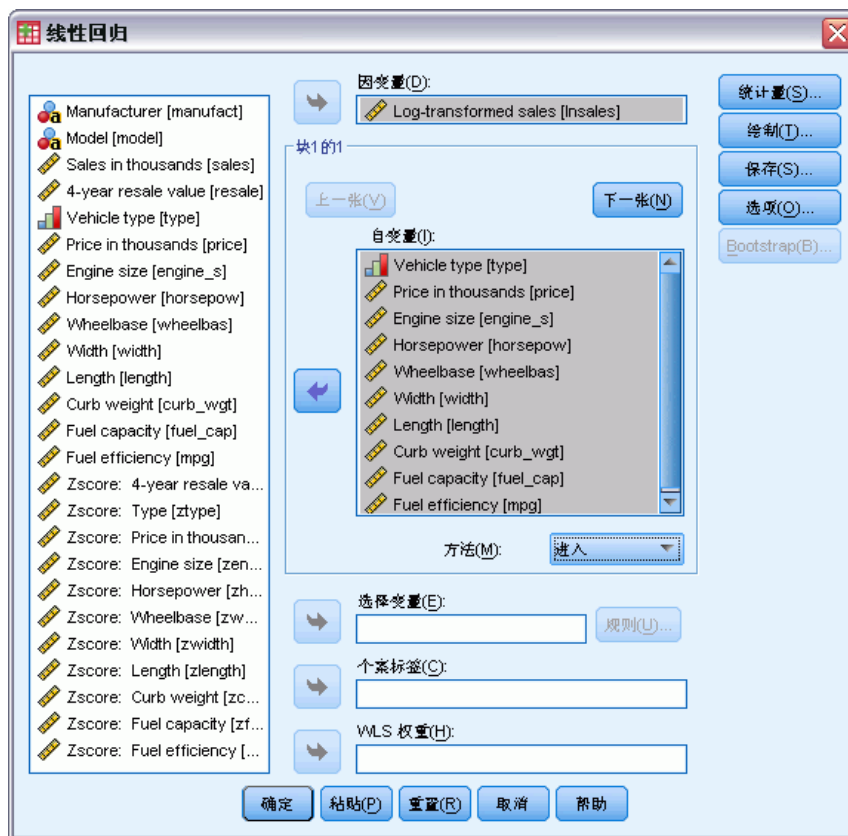 线性回归
Manufacturer [manufact]
Model [model]
Sales in thousands [sales]
4-year resale value [resale]
Vehicle type [type]
Price in thousands [price]
Engine size [engine_s]
Horsepower [horsepow]
Wheelbase [wheelbas]
Width [width]
Length [length]
Curb weight [curb_wgt]
Fuel capacity [fuel_cap]
Fuel efficiency [mpg]
Zscore: 4-year resale va...
Zscore: Type [ztype]
Zscore: Price in thousan...
Zscore: Engine size [zen...
Zscore: Horsepower [zh...
Zscore: Wheelbase [zw...
Zscore: Width [zwidth]
Zscore: Length [zlength]
Zscore: Curb weight [zc...
Zscore: Fuel capacity [zf...
Zscore: Fuel efficiency [...
因变量(D):
Log-transformed sales [lnsales]
块1的1
上一张(V)
下一张(N)
自变量(I):
Vehicle type [type]
Price in thousands [price]
Engine size [engine_s]
Horsepower [horsepow]
Wheelbase [wheelbas]
Width [width]
Length [length]
Curb weight [curb_wgt]
Fuel capacity [fuel_cap]
Fuel efficiency [mpg]
方法(M):
进入
选择变量(E):
规则(U)...
个案标签(C):
WLS 权重(H):
统计量(S)...
绘制(T)...
保存(S)...
选项(O)...
Bootstrap(B)...
确定
粘贴(P)
重置(R)
取消
帮助